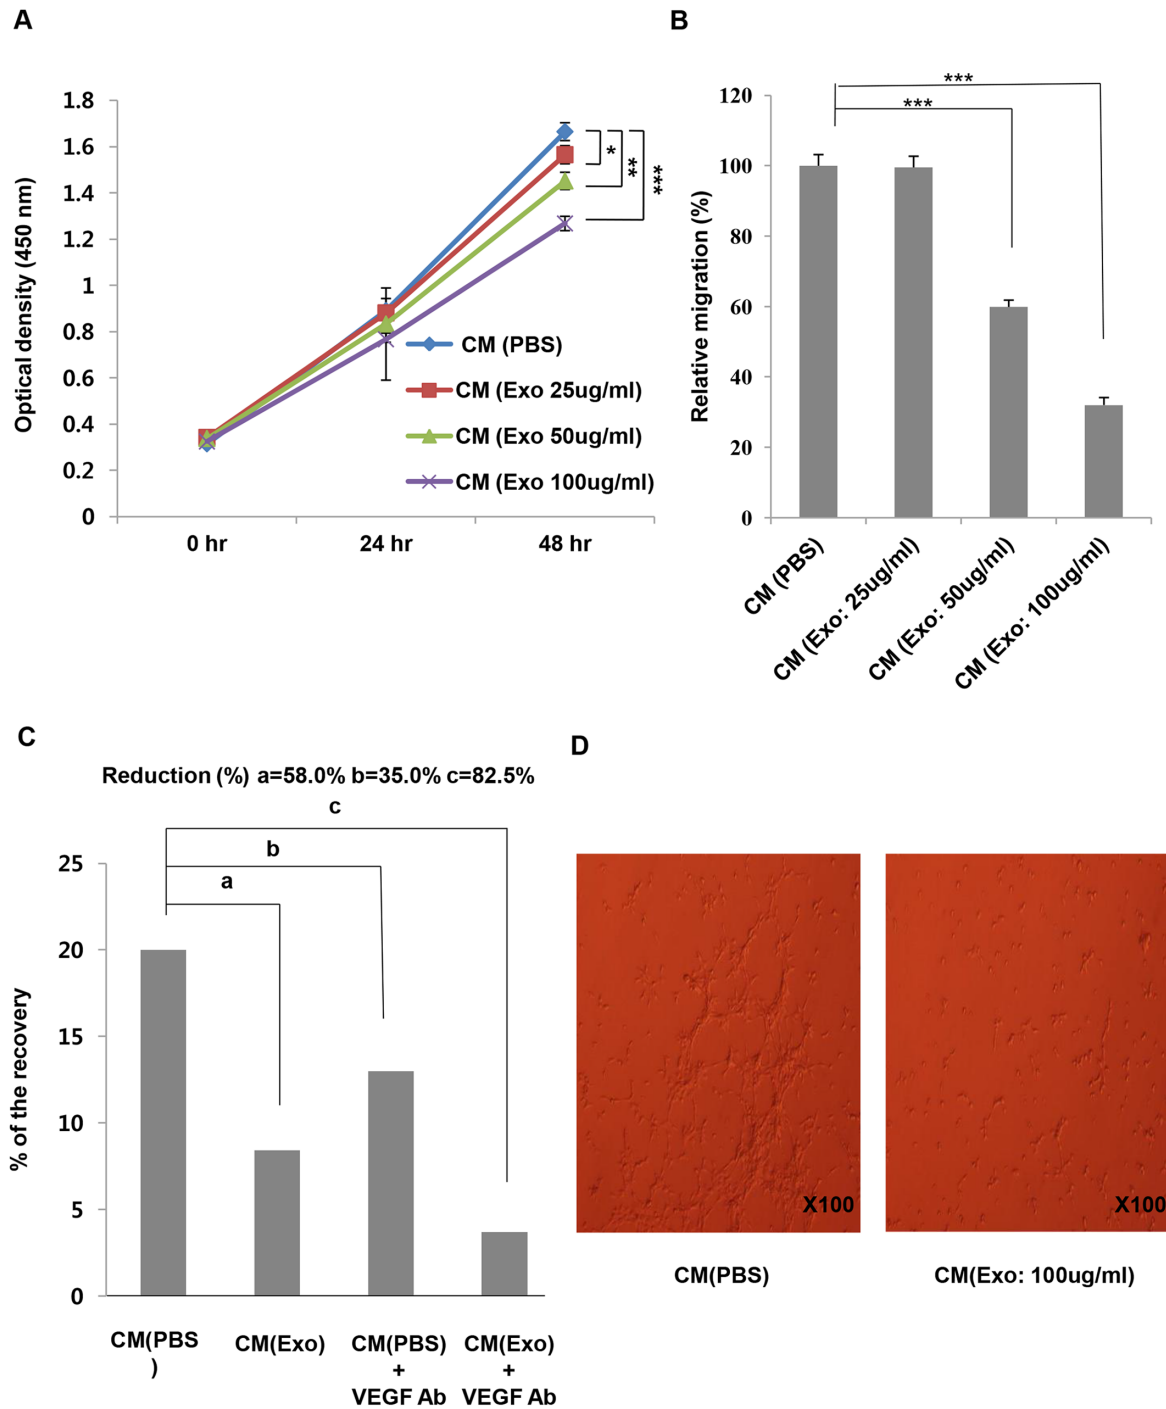 A
1.8
1.6
1.4
1.2
1
0.8
0.6
0.4
0.2
0
Optical density (450 nm)
0 hr
24 hr
48 hr
*
**
***
CM (PBS)
CM (Exo 25ug/ml)
CM (Exo 50ug/ml)
CM (Exo 100ug/ml)
B
***
***
120
100
80
60
40
20
0
Relative migration (%)
CM (PBS)
CM (Exo: 25ug/ml)
CM (Exo: 50ug/ml)
CM (Exo: 100ug/ml)
C
Reduction (%) a=58.0% b=35.0% c=82.5%
c
b
a
25
20
15
10
5
0
% of the recovery
CM(PBS
)
CM(Exo)
CM(PBS)
+
VEGF Ab
CM(Exo)
+
VEGF Ab
D
X100
X100
CM(PBS)
CM(Exo: 100ug/ml)